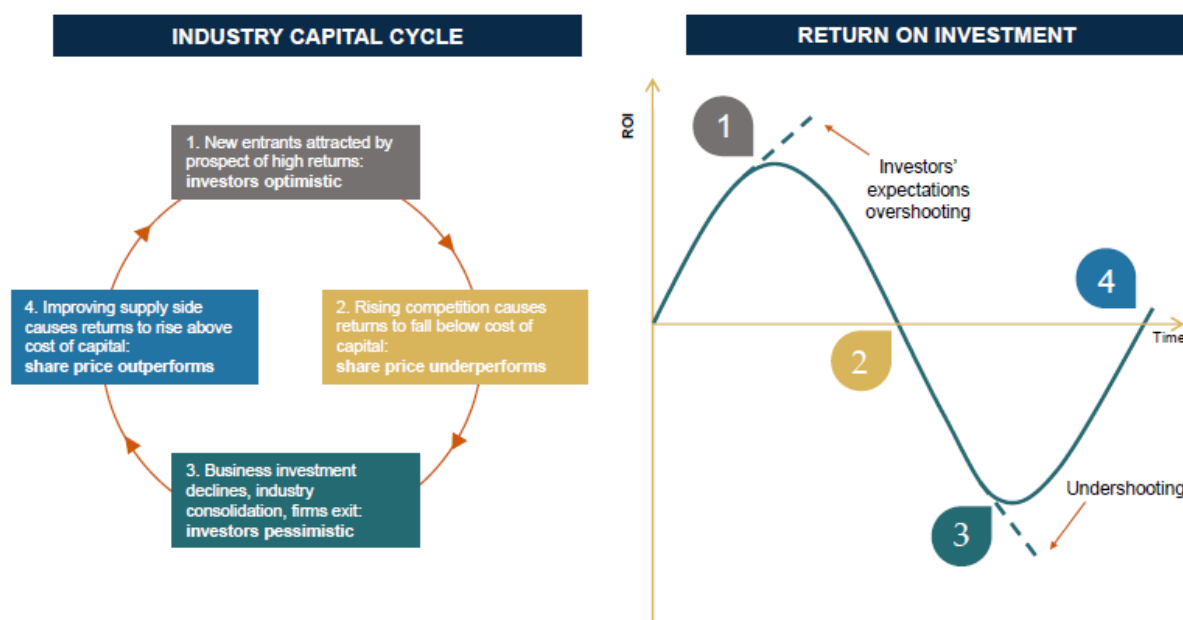 INDUSTRY CAPITAL CYCLE
1. New entrants attracted by
prospect of high returns:
investors optimistic
4. Improving supply side
causes returns to rise above
cost of capital:
share price outperforms
2. Rising competition causes
returns to fall below cost of
capital:
share price underperforms
3. Business investment
declines, industry
consolidation, firms exit:
investors pessimistic
RETURN ON INVESTMENT
ROI
1
Investors'
expectations
overshooting
4
Time
2
Undershooting
3